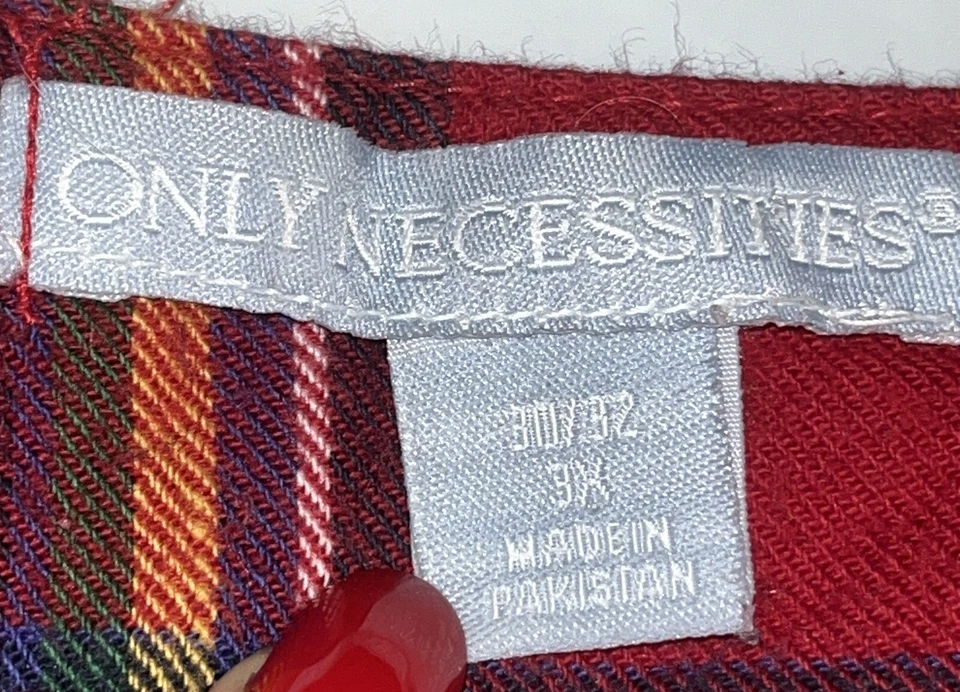 ONLY NECESSITIES®
30/32
3X
MADE IN
PAKISTAN